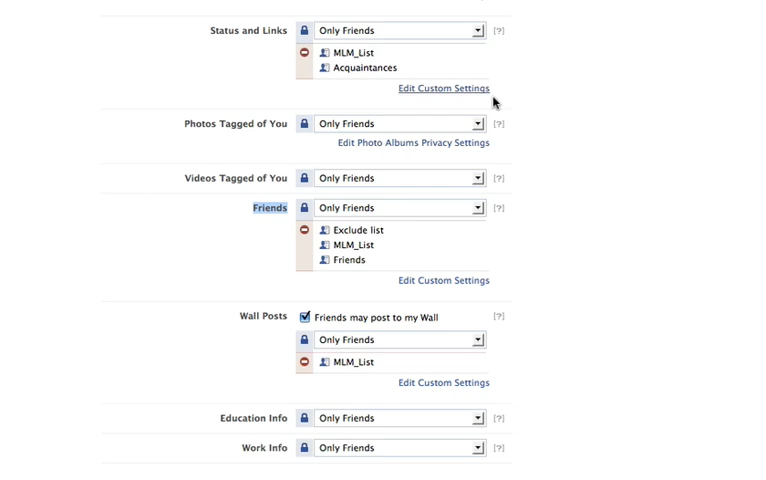 Status and Links Only Friends [?]
MLM_List
Acquaintances
Edit Custom Settings
Photos Tagged of You Only Friends [?]
Edit Photo Albums Privacy Settings
Videos Tagged of You Only Friends [?]
Friends Only Friends [?]
Exclude list
MLM_List
Friends
Edit Custom Settings
Wall Posts Friends may post to my Wall [?]
Only Friends
MLM_List
Edit Custom Settings
Education Info Only Friends [?]
Work Info Only Friends [?]